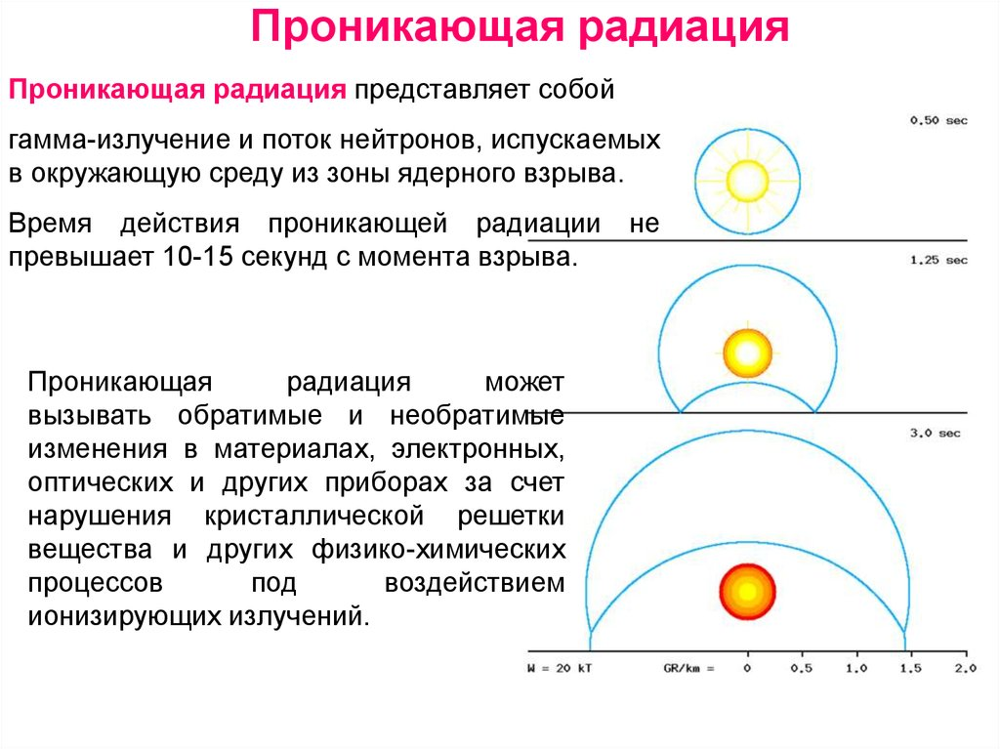 Проникающая радиация
Проникающая радиация представляет собой
гамма-излучение и поток нейтронов, испускаемых
в окружающую среду из зоны ядерного взрыва.
Время действия проникающей радиации не
превышает 10-15 секунд с момента взрыва.
Проникающая радиация может
вызывать обратимые и необратимые
изменения в материалах, электронных,
оптических и других приборах за счет
нарушения кристаллической решетки
вещества и других физико-химических
процессов под воздействием
ионизирующих излучений.
0.50 sec
1.25 sec
3.0 sec
W = 20 kT GR/km = 0 0.5 1.0 1.5 2.0